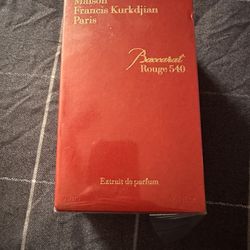 Maison
Francis Kurkdjian
Paris
Baccarat
Rouge 540
Extrait de parfum